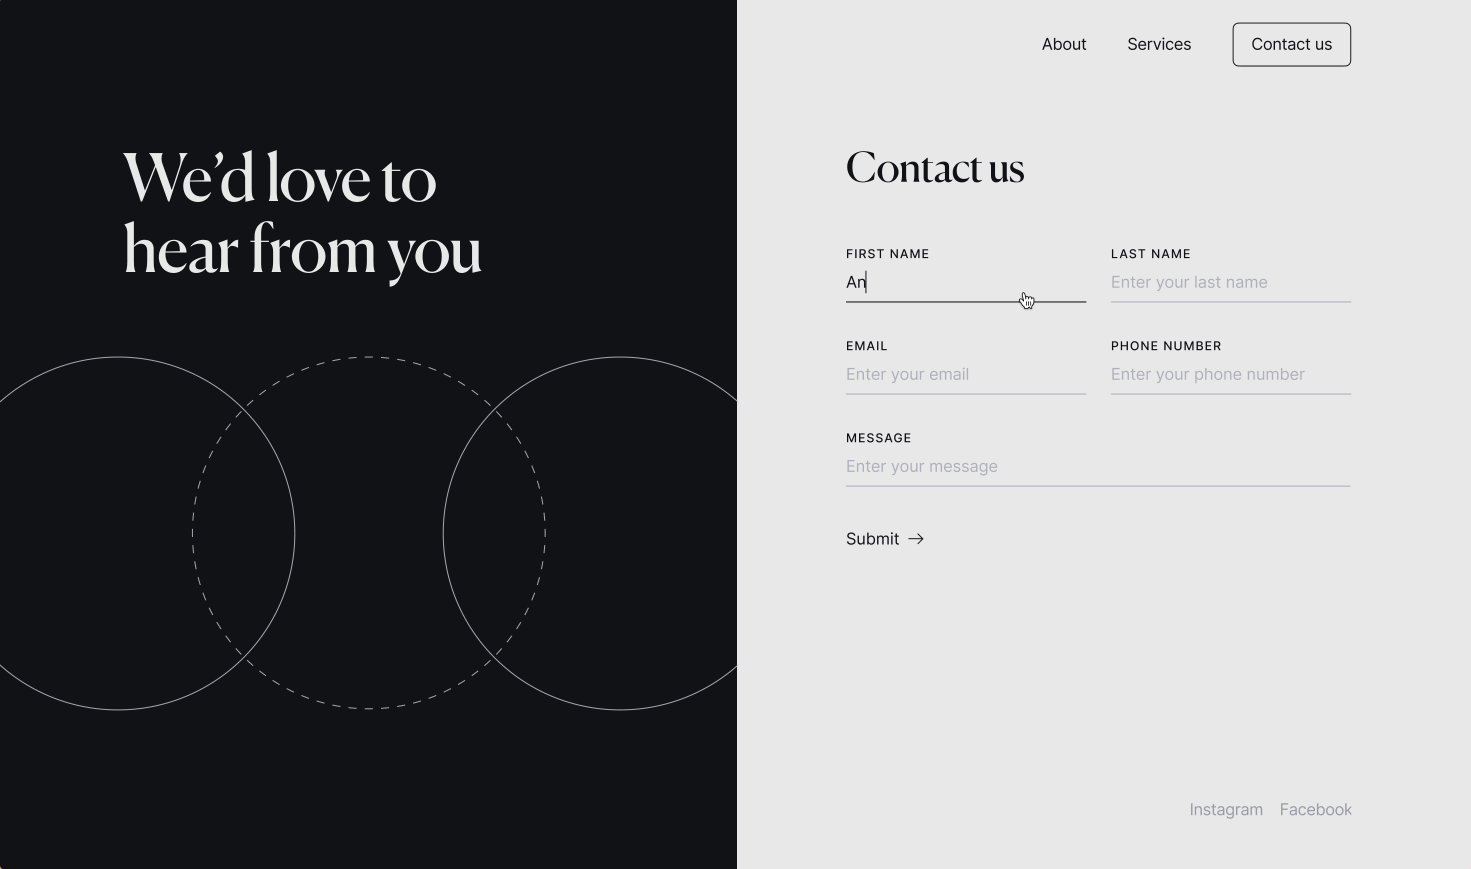 We’d love to
hear from you
About Services Contact us
Contact us
FIRST NAME
An
LAST NAME
Enter your last name
EMAIL
Enter your email
PHONE NUMBER
Enter your phone number
MESSAGE
Enter your message
Submit →
Instagram Facebook